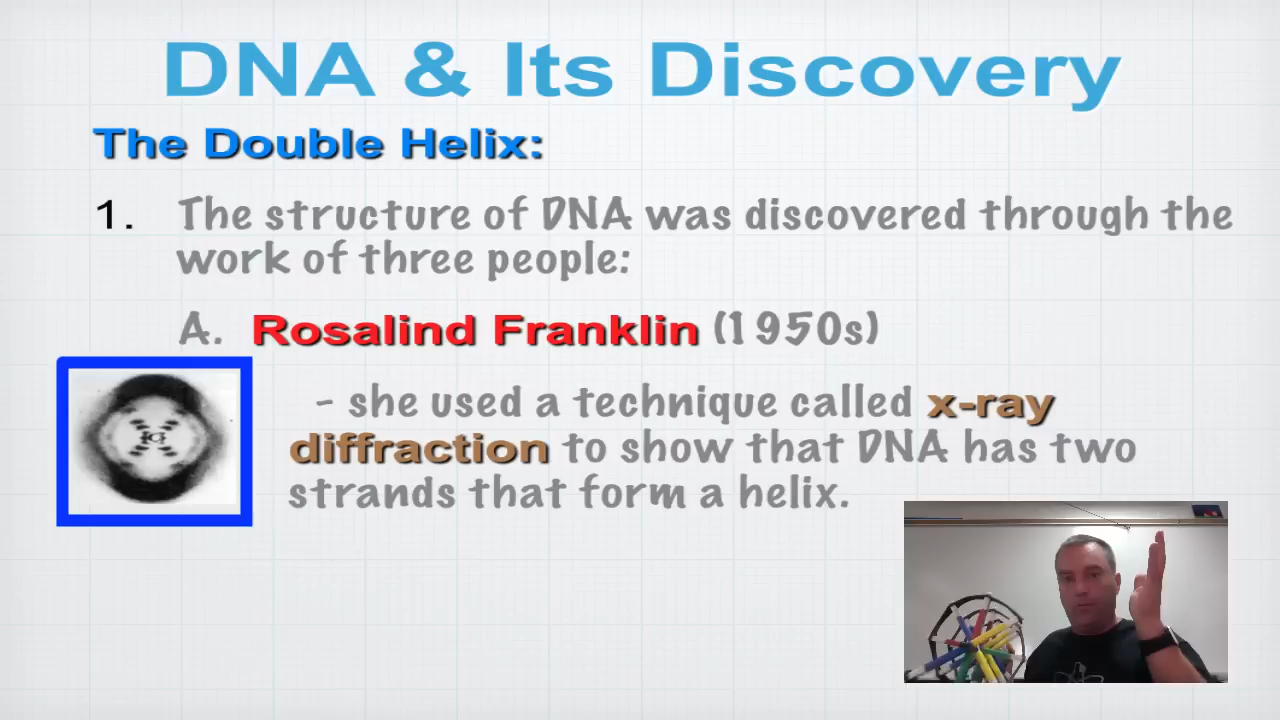 DNA & Its Discovery
The Double Helix:
1. The structure of DNA was discovered through the
work of three people:
A. Rosalind Franklin (1950s)
- she used a technique called x-ray
diffraction to show that DNA has two
strands that form a helix.